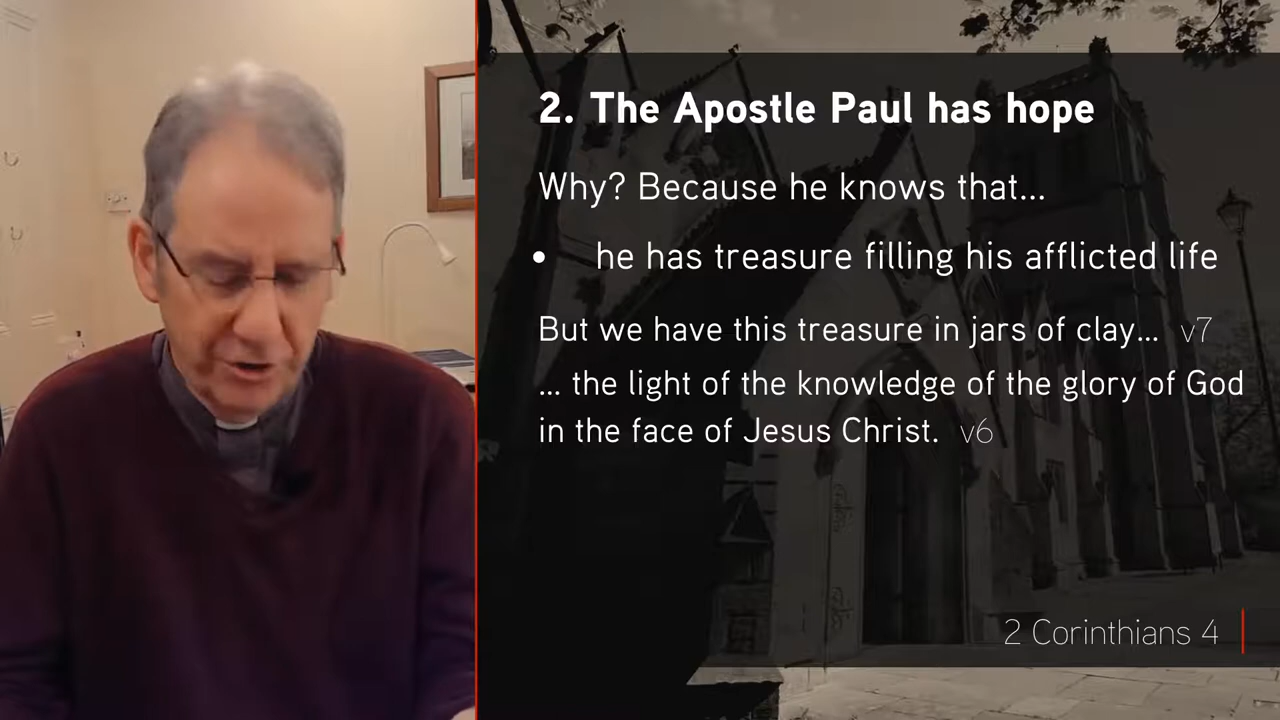 2. The Apostle Paul has hope
Why? Because he knows that...
• he has treasure filling his afflicted life
But we have this treasure in jars of clay... v7
... the light of the knowledge of the glory of God
in the face of Jesus Christ. v6
2 Corinthians 4